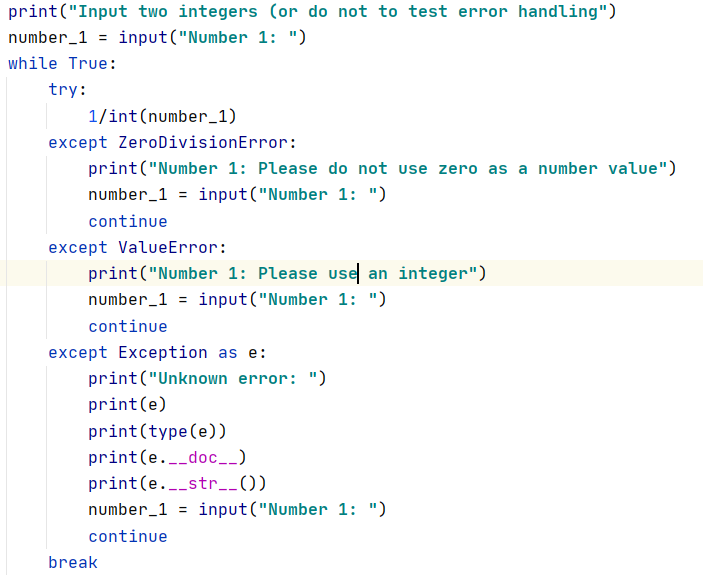 print("Input two integers (or do not to test error handling")
number_1 = input("Number 1: ")
while True:
    try:
        1/int(number_1)
    except ZeroDivisionError:
        print("Number 1: Please do not use zero as a number value")
        number_1 = input("Number 1: ")
        continue
    except ValueError:
        print("Number 1: Please use an integer")
        number_1 = input("Number 1: ")
        continue
    except Exception as e:
        print("Unknown error: ")
        print(e)
        print(type(e))
        print(e.__doc__)
        print(e.__str__())
        number_1 = input("Number 1: ")
        continue
    break